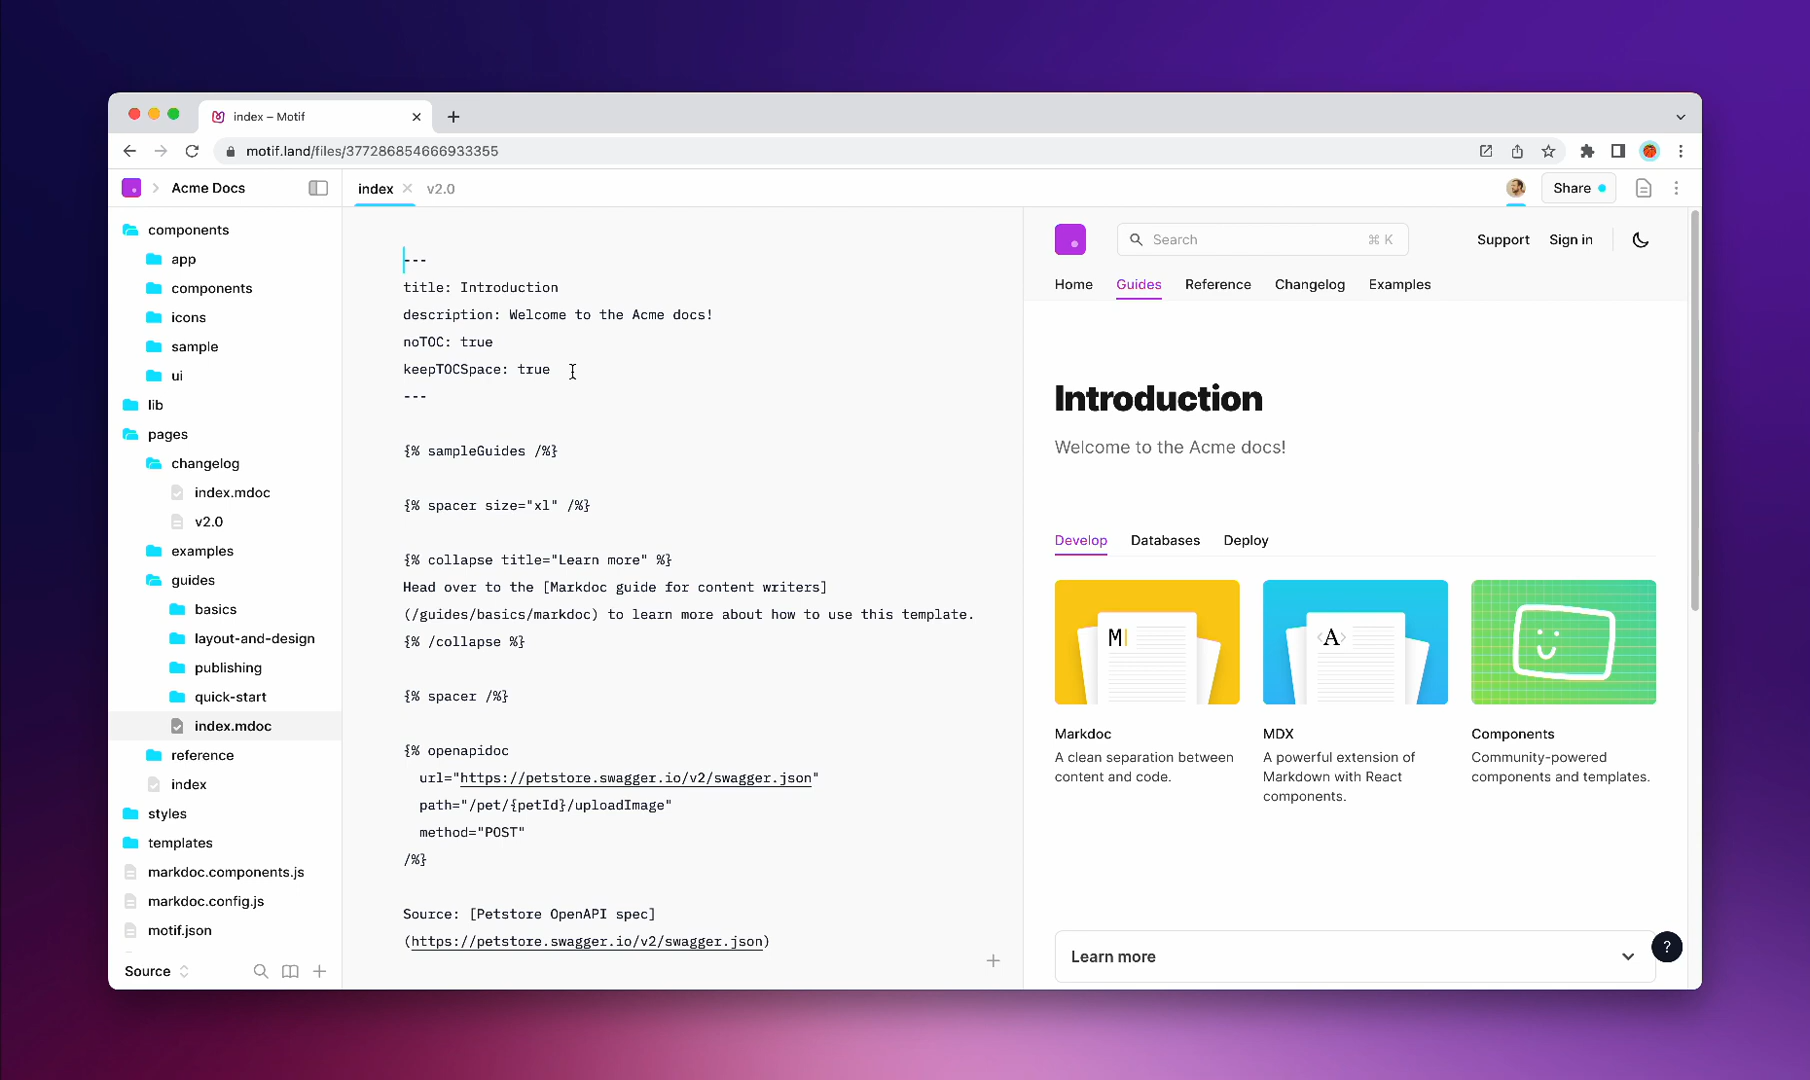 index – Motif
motif.land/files/377286854666933355
Acme Docs
index
v2.0
Share
components
app
components
icons
sample
ui
lib
pages
changelog
index.mdoc
v2.0
examples
guides
basics
layout-and-design
publishing
quick-start
index.mdoc
reference
index
styles
templates
markdoc.components.js
markdoc.config.js
motif.json
Source
---
title: Introduction
description: Welcome to the Acme docs!
noTOC: true
keepTOCSpace: true
---
{% sampleGuides /%}
{% spacer size="xl" /%}
{% collapse title="Learn more" %}
Head over to the [Markdoc guide for content writers]
(/guides/basics/markdoc) to learn more about how to use this template.
{% /collapse %}
{% spacer /%}
{% openapidoc
url="https://petstore.swagger.io/v2/swagger.json"
path="/pet/{petId}/uploadImage"
method="POST"
/%}
Source: [Petstore OpenAPI spec]
(https://petstore.swagger.io/v2/swagger.json)
Search
⌘ K
Support
Sign in
Home
Guides
Reference
Changelog
Examples
Introduction
Welcome to the Acme docs!
Develop
Databases
Deploy
M
<A>
Markdoc
A clean separation between
content and code.
MDX
A powerful extension of
Markdown with React
components.
Components
Community-powered
components and templates.
Learn more
?